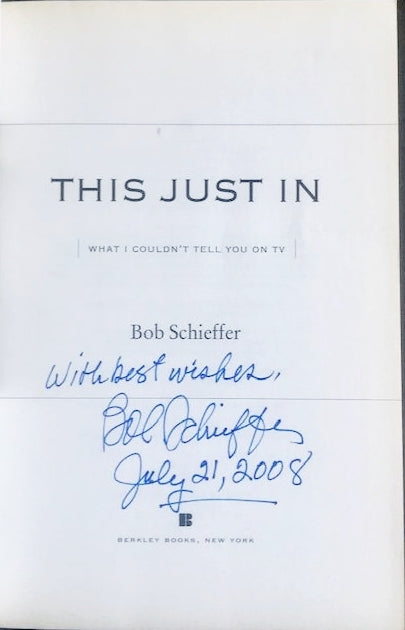 THIS JUST IN
WHAT I COULDN'T TELL YOU ON TV
Bob Schieffer
With best wishes,
Bob Schieffer
July 21, 2008
B
BERKLEY BOOKS, NEW YORK